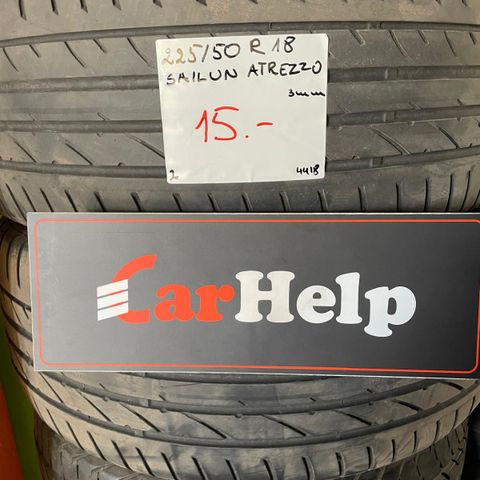 225/50 R 18
SAILUN ATREZZO
3mm
15.-
2 4418
CarHelp